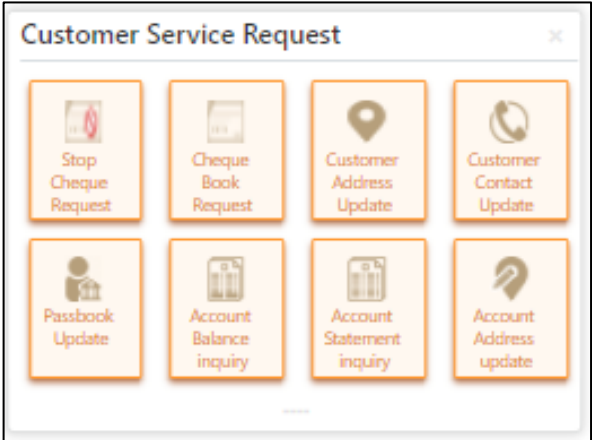 Customer Service Request
Stop
Cheque
Request
Cheque
Book
Request
Customer
Address
Update
Customer
Contact
Update
Passbook
Update
Account
Balance
inquiry
Account
Statement
inquiry
Account
Address
update